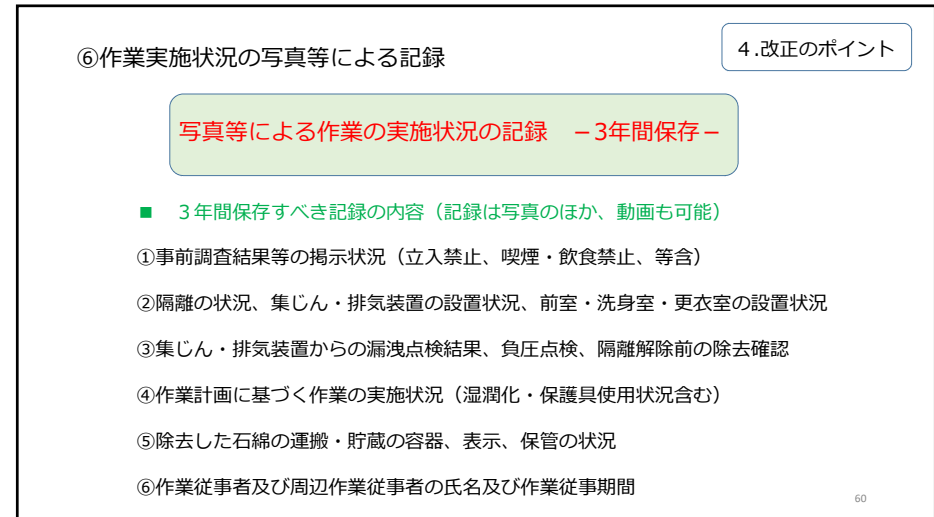 ⑥作業実施状況の写真等による記録
４.改正のポイント
写真等による作業の実施状況の記録　－3年間保存－
■　３年間保存すべき記録の内容（記録は写真のほか、動画も可能）
①事前調査結果等の掲示状況（立入禁止、喫煙・飲食禁止、等含）
②隔離の状況、集じん・排気装置の設置状況、前室・洗身室・更衣室の設置状況
③集じん・排気装置からの漏洩点検結果、負圧点検、隔離解除前の除去確認
④作業計画に基づく作業の実施状況（湿潤化・保護具使用状況含む）
⑤除去した石綿の運搬・貯蔵の容器、表示、保管の状況
⑥作業従事者及び周辺作業従事者の氏名及び作業従事期間
60